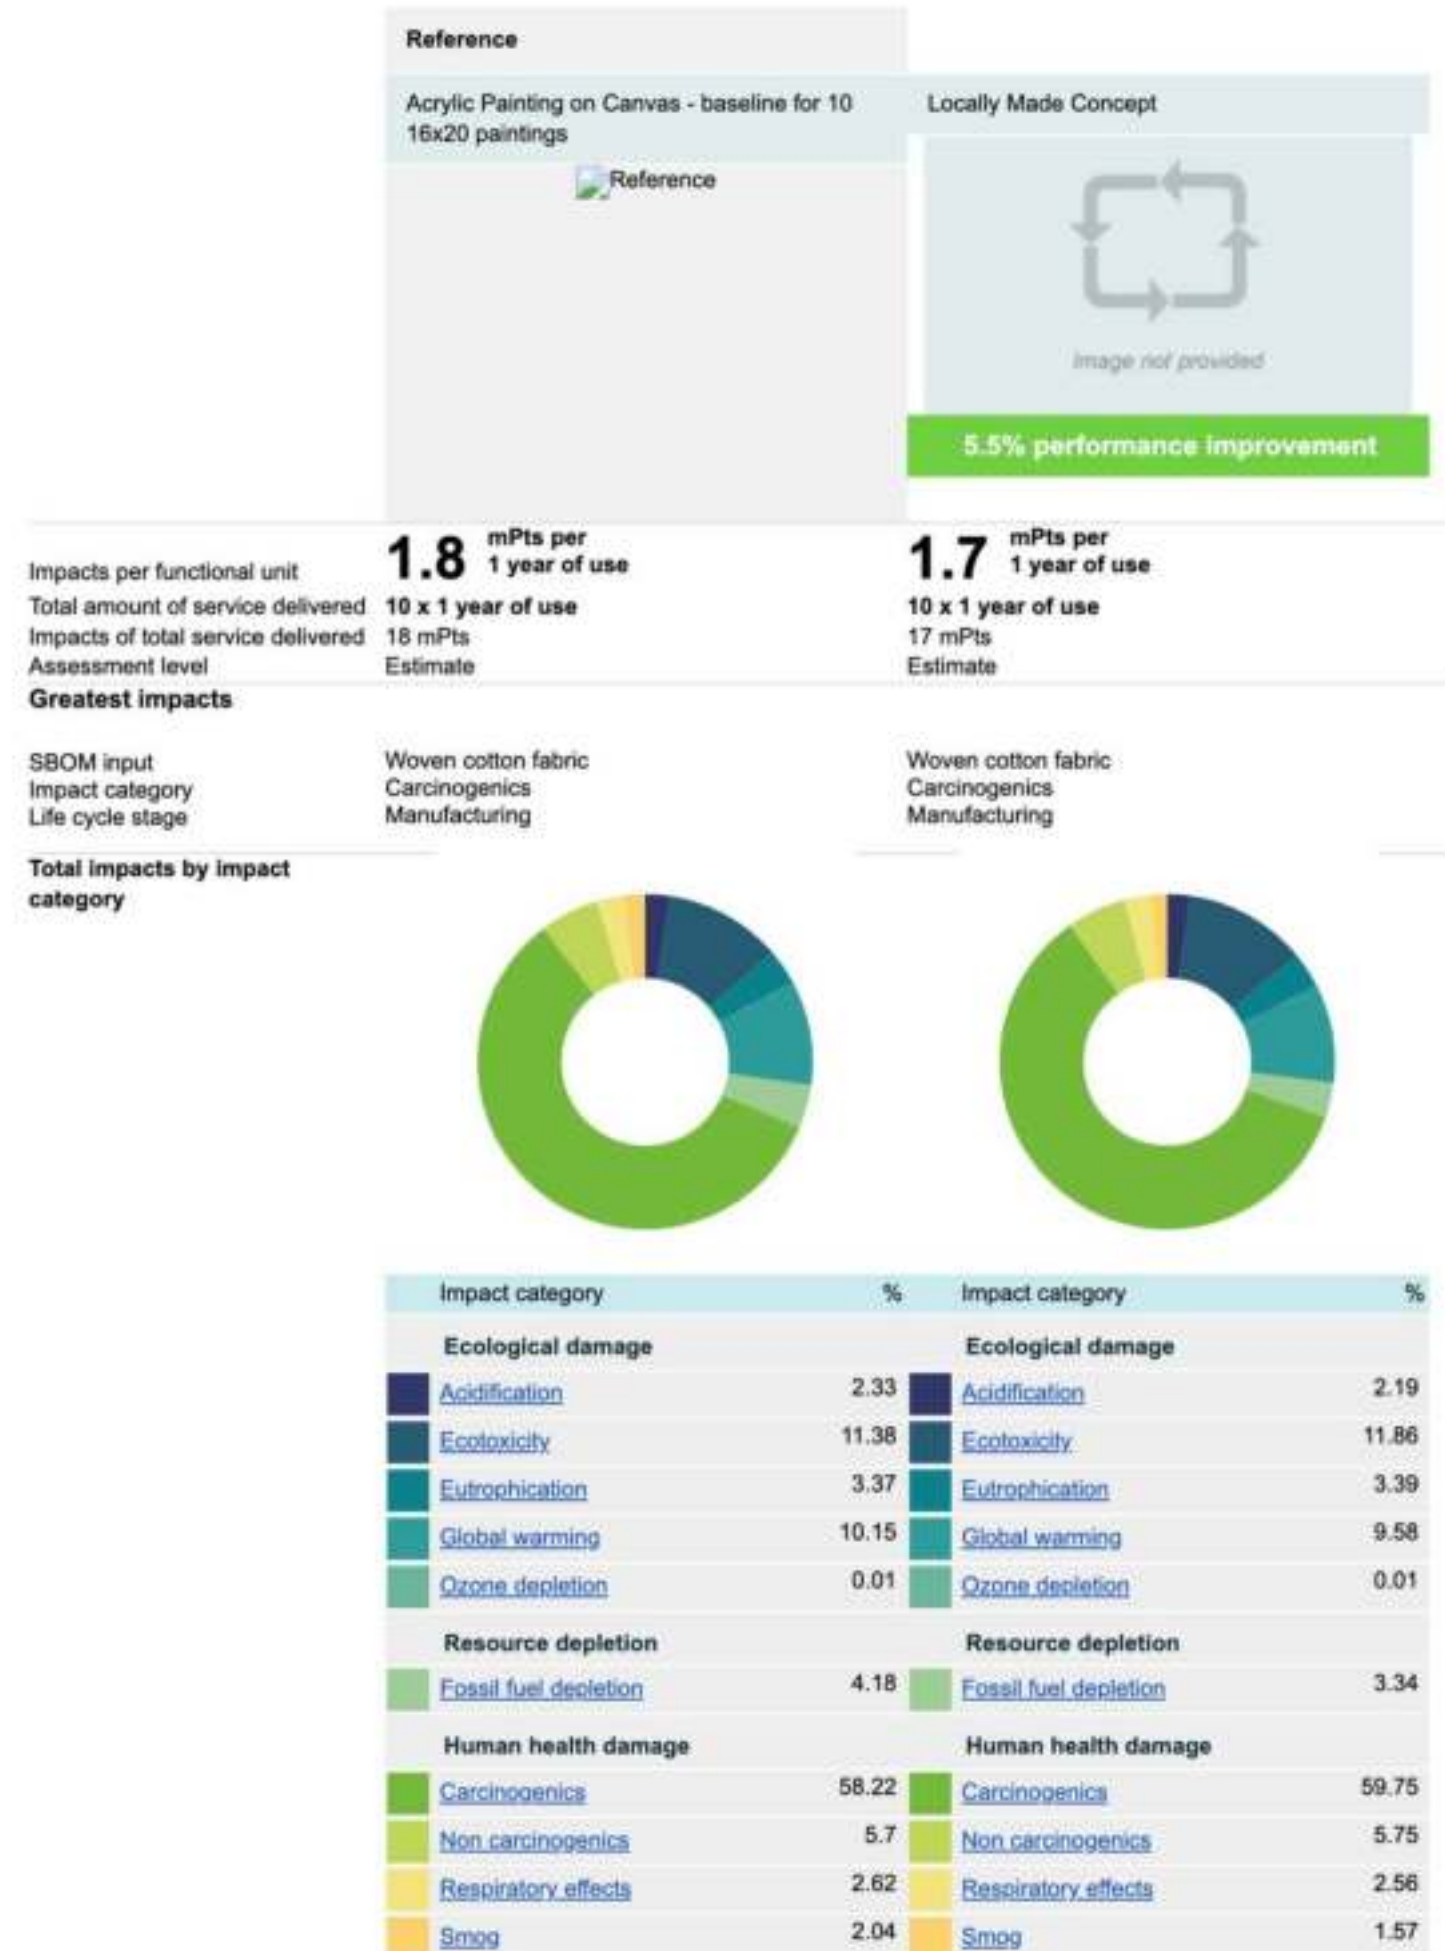 Reference
Acrylic Painting on Canvas - baseline for 10
16x20 paintings
Locally Made Concept
Reference
Image not provided
5.5% performance improvement
Impacts per functional unit 1.8 mPts per 1 year of use 1.7 mPts per 1 year of use
Total amount of service delivered 10 x 1 year of use 10 x 1 year of use
Impacts of total service delivered 18 mPts 17 mPts
Assessment level Estimate Estimate
Greatest impacts
SBOM input Woven cotton fabric Woven cotton fabric
Impact category Carcinogenics Carcinogenics
Life cycle stage Manufacturing Manufacturing
Total impacts by impact
category
Impact category % Impact category %
Ecological damage Ecological damage
Acidification 2.33 Acidification 2.19
Ecotoxicity 11.38 Ecotoxicity 11.86
Eutrophication 3.37 Eutrophication 3.39
Global warming 10.15 Global warming 9.58
Ozone depletion 0.01 Ozone depletion 0.01
Resource depletion Resource depletion
Fossil fuel depletion 4.18 Fossil fuel depletion 3.34
Human health damage Human health damage
Carcinogenics 58.22 Carcinogenics 59.75
Non carcinogenics 5.7 Non carcinogenics 5.75
Respiratory effects 2.62 Respiratory effects 2.56
Smog 2.04 Smog 1.57